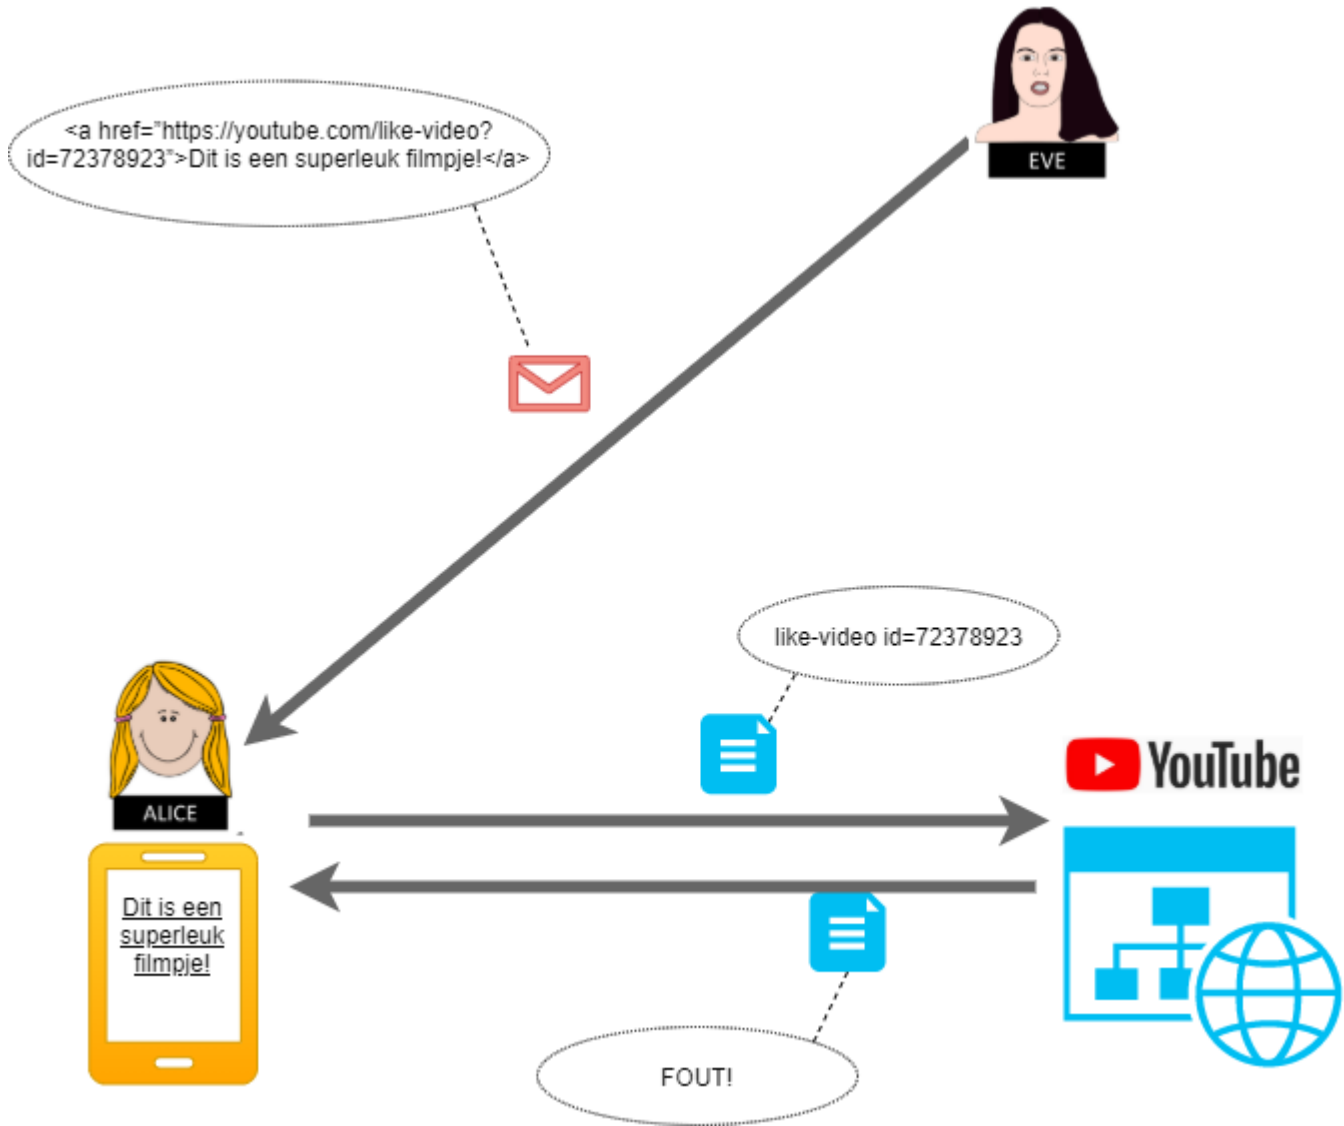 <a href="https://youtube.com/like-video?
id=72378923">Dit is een superleuk filmpje!</a>
EVE
like-video id=72378923
YouTube
ALICE
Dit is een
superleuk
filmpje!
FOUT!